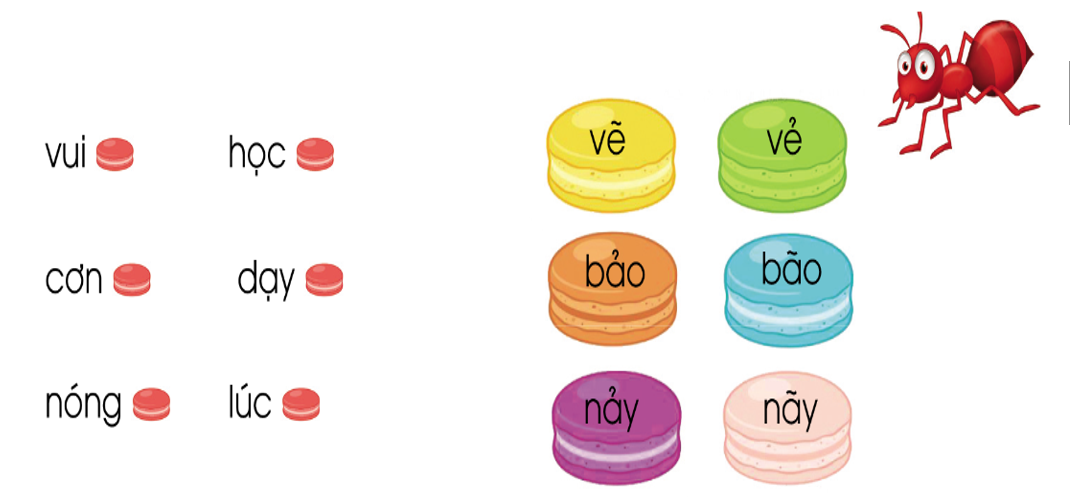 vui học vẽ vẻ
cơn dạy bảo bão
nóng lúc nảy nãy